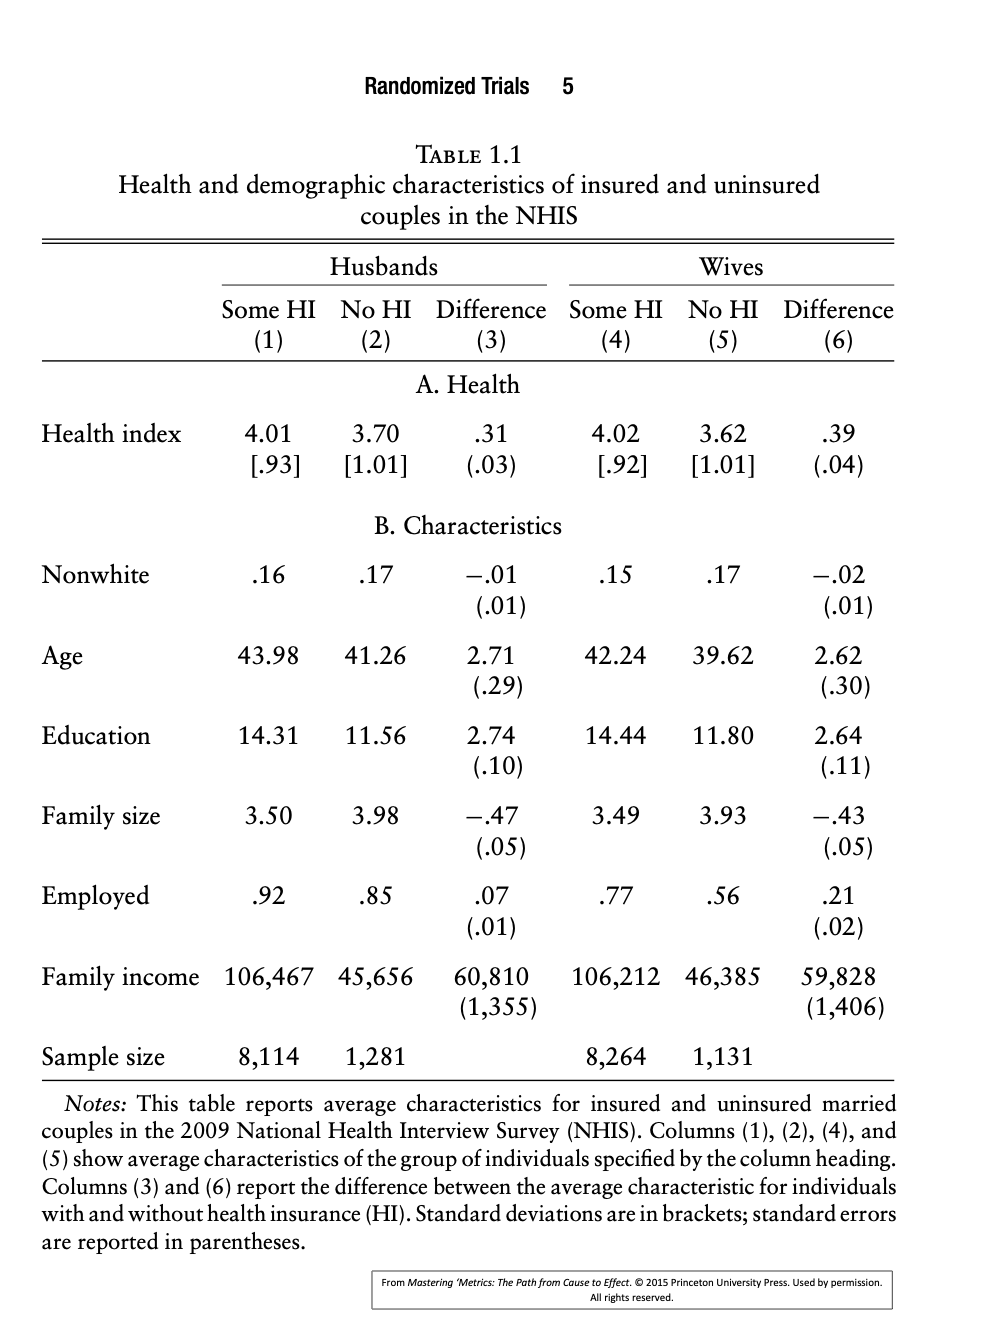 Randomized Trials 5
Table 1.1
Health and demographic characteristics of insured and uninsured
couples in the NHIS
Husbands Wives
Some HI No HI Difference Some HI No HI Difference
(1) (2) (3) (4) (5) (6)
A. Health
Health index 4.01 3.70 .31 4.02 3.62 .39
[.93] [1.01] (.03) [.92] [1.01] (.04)
B. Characteristics
Nonwhite .16 .17 −.01 .15 .17 −.02
(.01) (.01)
Age 43.98 41.26 2.71 42.24 39.62 2.62
(.29) (.30)
Education 14.31 11.56 2.74 14.44 11.80 2.64
(.10) (.11)
Family size 3.50 3.98 −.47 3.49 3.93 −.43
(.05) (.05)
Employed .92 .85 .07 .77 .56 .21
(.01) (.02)
Family income 106,467 45,656 60,810 106,212 46,385 59,828
(1,355) (1,406)
Sample size 8,114 1,281 8,264 1,131
Notes: This table reports average characteristics for insured and uninsured married
couples in the 2009 National Health Interview Survey (NHIS). Columns (1), (2), (4), and
(5) show average characteristics of the group of individuals specified by the column heading.
Columns (3) and (6) report the difference between the average characteristic for individuals
with and without health insurance (HI). Standard deviations are in brackets; standard errors
are reported in parentheses.
From Mastering ‘Metrics: The Path from Cause to Effect. © 2015 Princeton University Press. Used by permission.
All rights reserved.